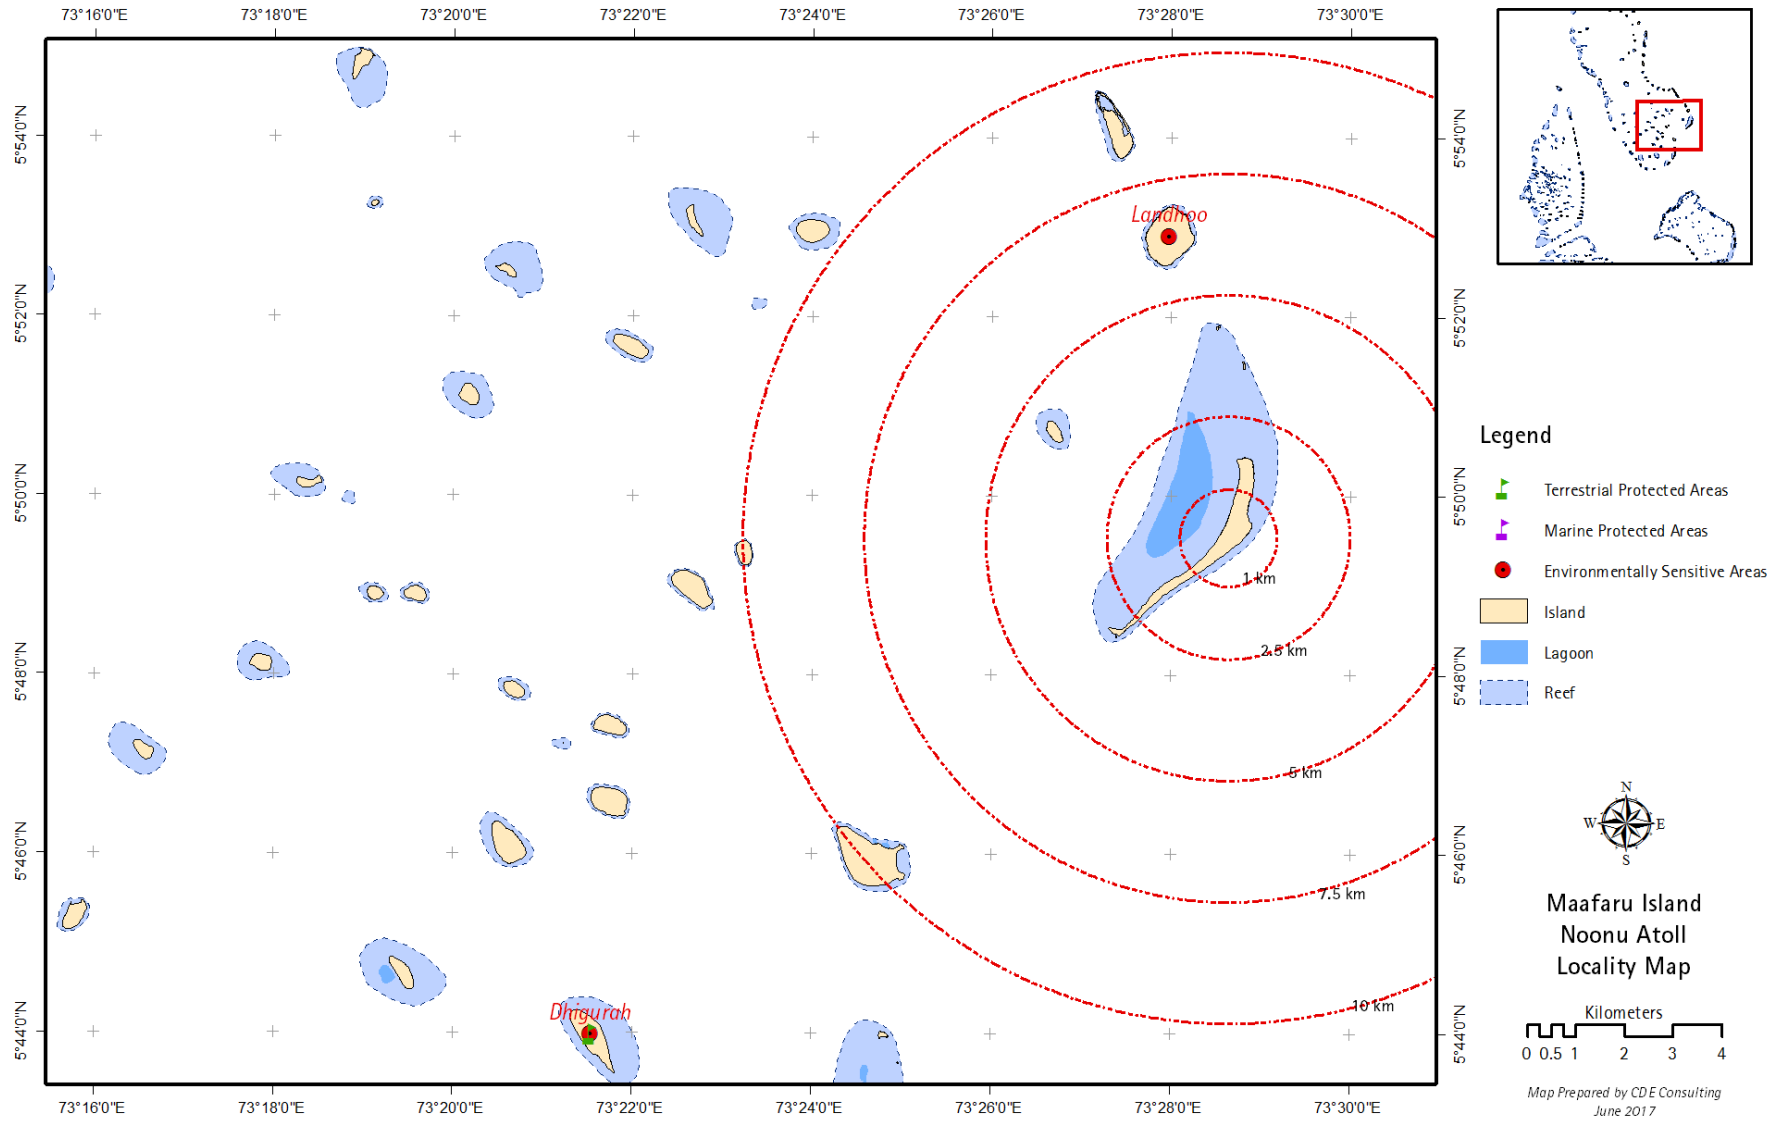 73°16'0"E 73°18'0"E 73°20'0"E 73°22'0"E 73°24'0"E 73°26'0"E 73°28'0"E 73°30'0"E
5°54'0"N
5°52'0"N
5°50'0"N
5°48'0"N
5°46'0"N
5°44'0"N
Landhoo
1 km
2.5 km
5 km
7.5 km
10 km
Dhigurah
5°54'0"N
5°52'0"N
5°50'0"N
5°48'0"N
5°46'0"N
5°44'0"N
73°16'0"E 73°18'0"E 73°20'0"E 73°22'0"E 73°24'0"E 73°26'0"E 73°28'0"E 73°30'0"E
Legend
Terrestrial Protected Areas
Marine Protected Areas
Environmentally Sensitive Areas
Island
Lagoon
Reef
N
W E
S
Maafaru Island
Noonu Atoll
Locality Map
Kilometers
0 0.5 1 2 3 4
Map Prepared by CDE Consulting
June 2017